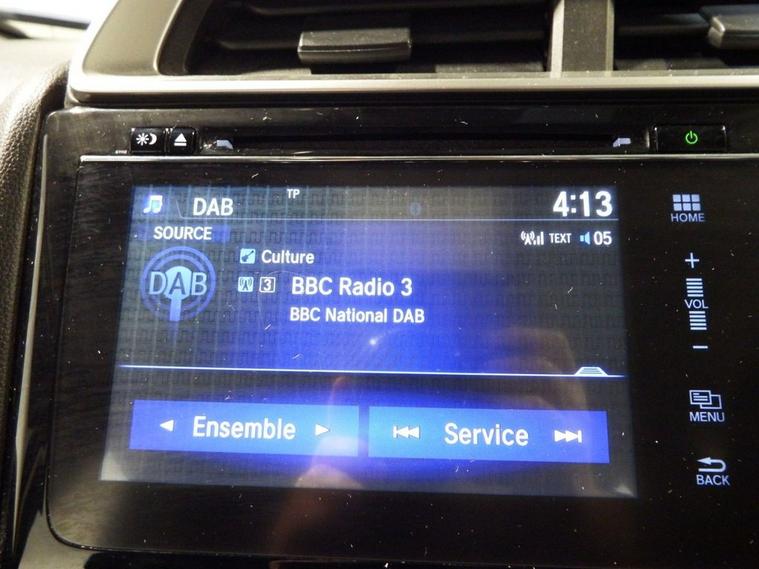 TP
DAB
4:13
SOURCE
TEXT 05
Culture
DAB
3 BBC Radio 3
BBC National DAB
Ensemble
Service
HOME
+
VOL
−
MENU
BACK